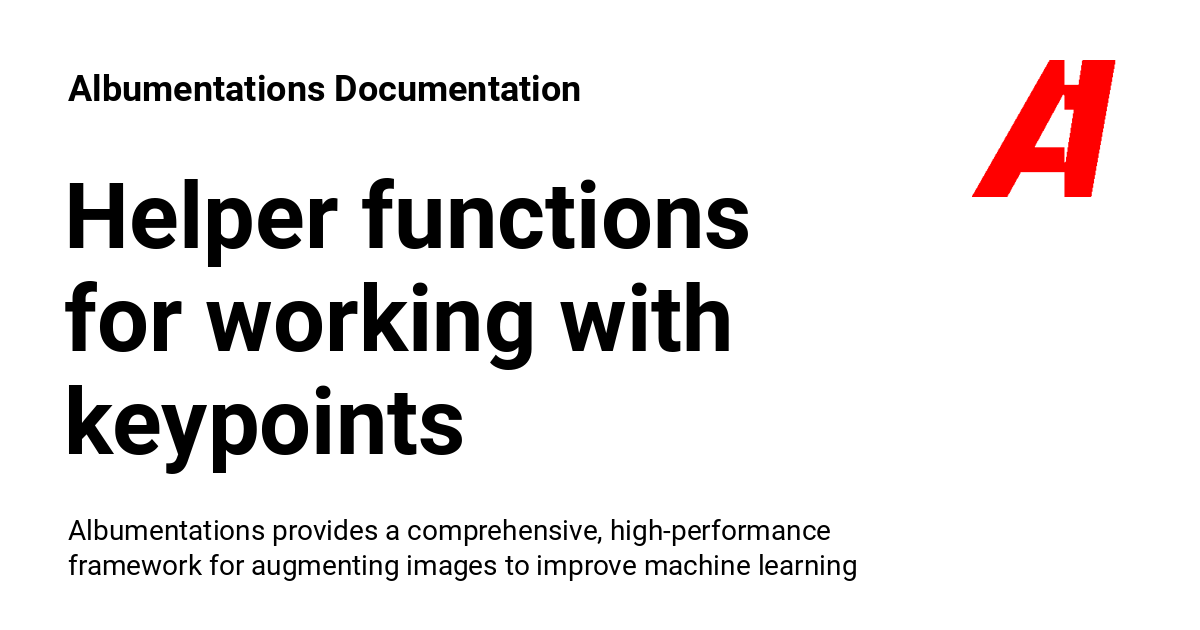 Albumentations Documentation
Helper functions
for working with
keypoints
Albumentations provides a comprehensive, high-performance
framework for augmenting images to improve machine learning